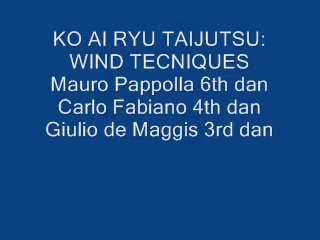 KO AI RYU TAIJUTSU:
WIND TECNIQUES
Mauro Pappolla 6th dan
Carlo Fabiano 4th dan
Giulio de Maggis 3rd dan